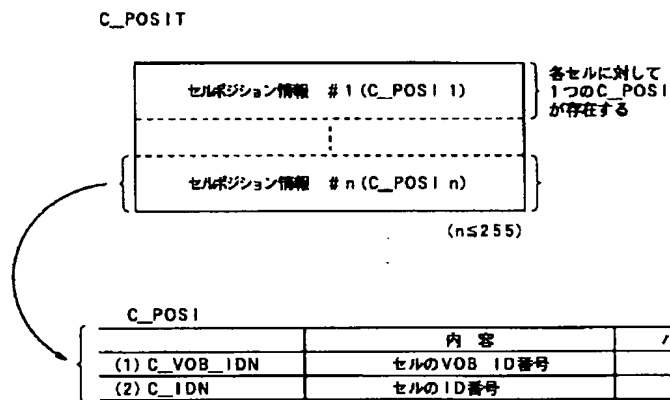 C_POSIT
セルポジション情報 #1(C_POSI 1)
各セルに対して
1つのC_POSI
が存在する
セルポジション情報 #n(C_POSI n)
(n≦255)
C_POSI
内容
(1) C_VOB_IDN セルのVOB ID番号
(2) C_IDN セルのID番号